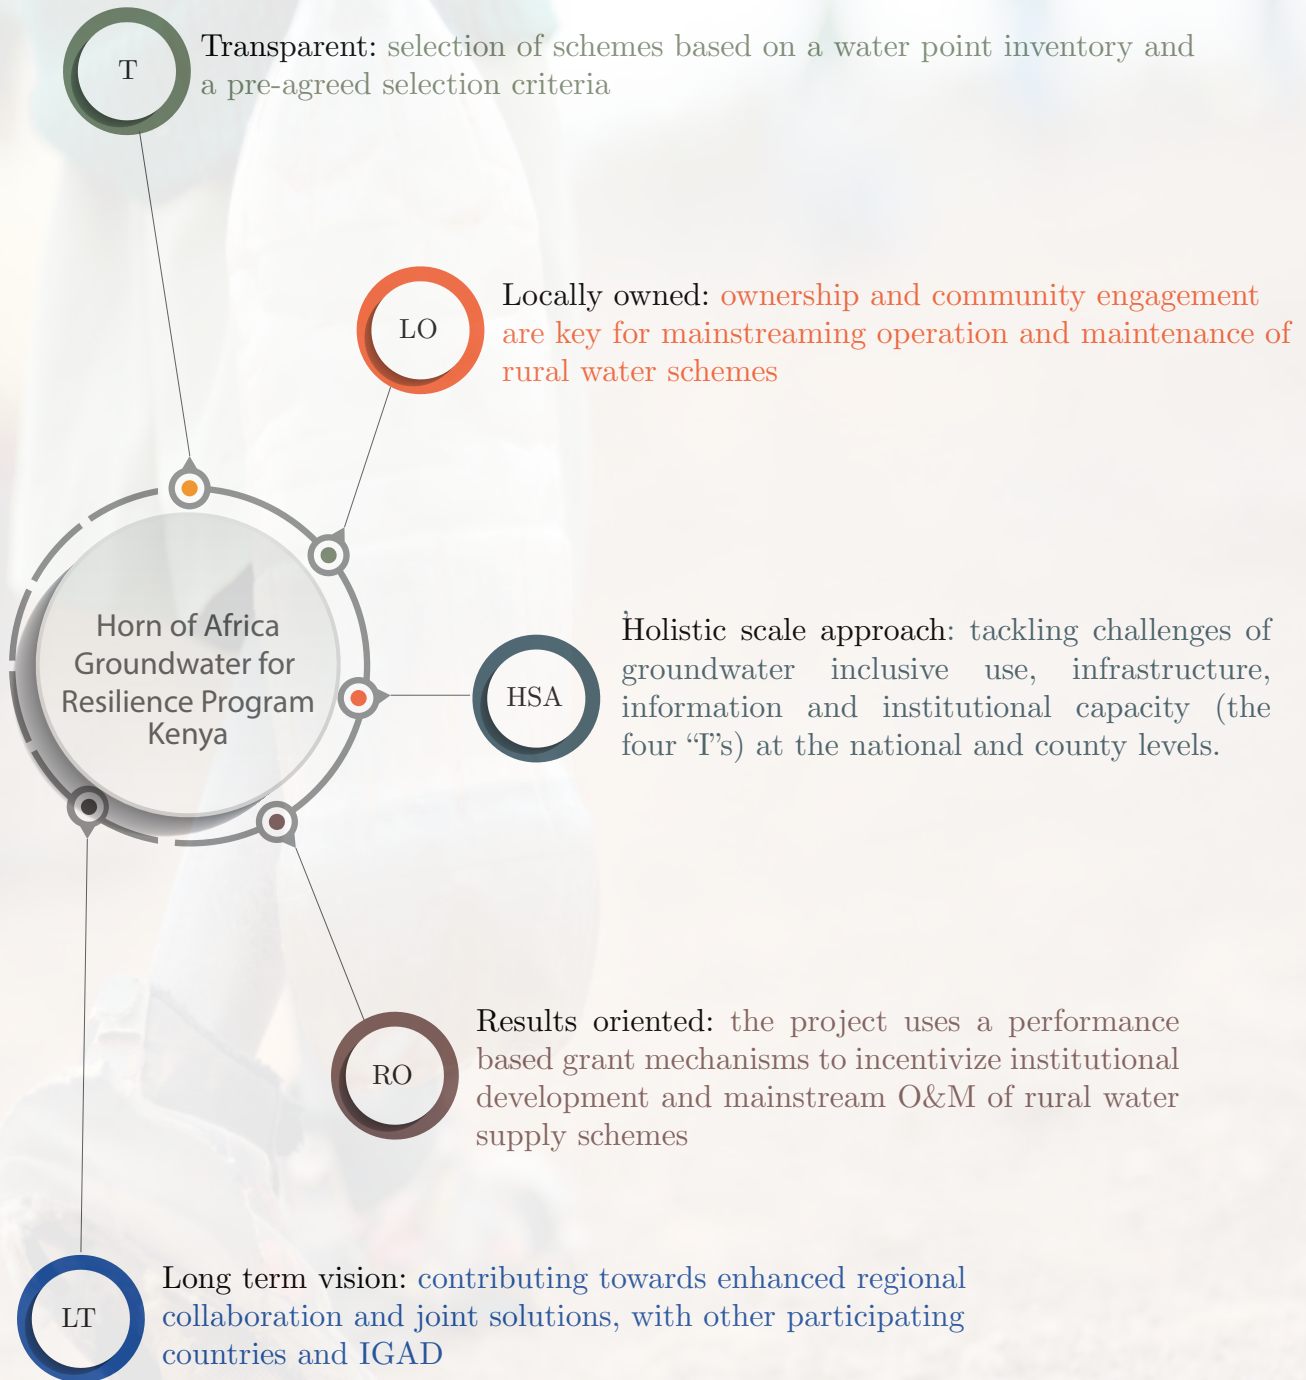 T
Transparent: selection of schemes based on a water point inventory and
a pre-agreed selection criteria
LO
Locally owned: ownership and community engagement
are key for mainstreaming operation and maintenance of
rural water schemes
Horn of Africa
Groundwater for
Resilience Program
Kenya
HSA
Holistic scale approach: tackling challenges of
groundwater inclusive use, infrastructure,
information and institutional capacity (the
four “I”s) at the national and county levels.
RO
Results oriented: the project uses a performance
based grant mechanisms to incentivize institutional
development and mainstream O&M of rural water
supply schemes
LT
Long term vision: contributing towards enhanced regional
collaboration and joint solutions, with other participating
countries and IGAD